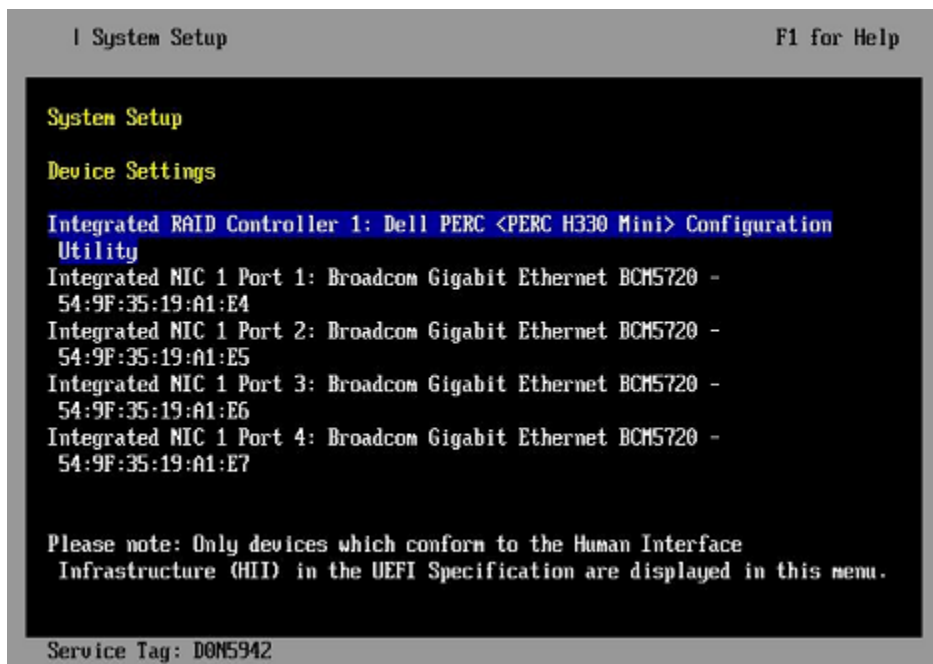 | System Setup
F1 for Help
System Setup
Device Settings
Integrated RAID Controller 1: Dell PERC <PERC H330 Mini> Configuration
Utility
Integrated NIC 1 Port 1: Broadcom Gigabit Ethernet BCM5720 -
54:9F:35:19:A1:E4
Integrated NIC 1 Port 2: Broadcom Gigabit Ethernet BCM5720 -
54:9F:35:19:A1:E5
Integrated NIC 1 Port 3: Broadcom Gigabit Ethernet BCM5720 -
54:9F:35:19:A1:E6
Integrated NIC 1 Port 4: Broadcom Gigabit Ethernet BCM5720 -
54:9F:35:19:A1:E7
Please note: Only devices which conform to the Human Interface
Infrastructure (HII) in the UEFI Specification are displayed in this menu.
Service Tag: D0N5942